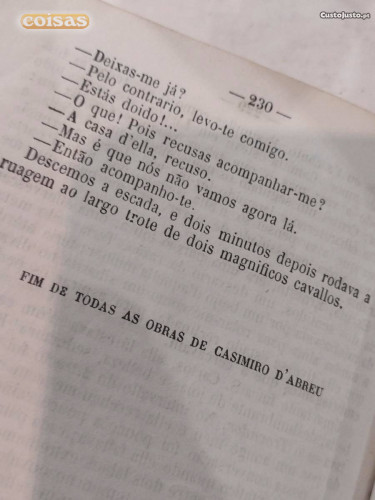 coisas
CustoJusto.pt
— 230 —
—Deixas-me já?
—Pelo contrario, levo-te comigo.
—Estás doido!...
—O que! Pois recusas acompanhar-me?
—A casa d'ella, recuso.
—Mas é que nós não vamos agora lá.
—Então acompanho-te.
Descemos a escada, e dois minutos depois rodava a
ruagem ao largo trote de dois magnificos cavallos.
FIM DE TODAS AS OBRAS DE CASIMIRO D'ABREU